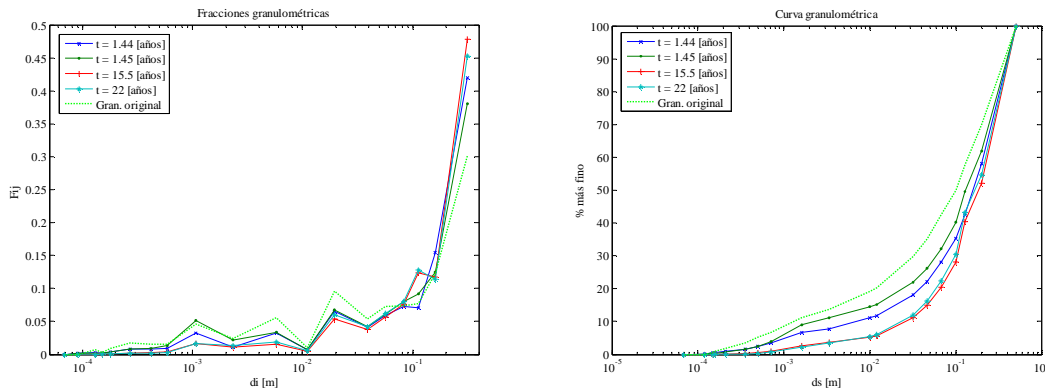 Fracciones granulométricas
0.5
0.45
0.4
0.35
0.3
0.25
0.2
0.15
0.1
0.05
0
Fij
t = 1.44 [años]
t = 1.45 [años]
t = 15.5 [años]
t = 22 [años]
Gran. original
10^-4
10^-3
10^-2
10^-1
di [m]
Curva granulométrica
100
90
80
70
60
50
40
30
20
10
0
% más fino
t = 1.44 [años]
t = 1.45 [años]
t = 15.5 [años]
t = 22 [años]
Gran. original
10^-5
10^-4
10^-3
10^-2
10^-1
10^0
ds [m]